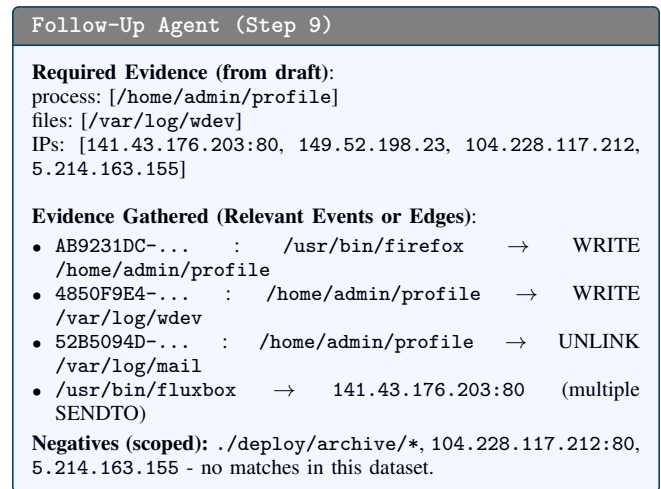 Follow-Up Agent (Step 9)
Required Evidence (from draft):
process: [/home/admin/profile]
files: [/var/log/wdev]
IPs: [141.43.176.203:80, 149.52.198.23, 104.228.117.212,
5.214.163.155]
Evidence Gathered (Relevant Events or Edges):
• AB9231DC-... : /usr/bin/firefox → WRITE
/home/admin/profile
• 4850F9E4-... : /home/admin/profile → WRITE
/var/log/wdev
• 52B5094D-... : /home/admin/profile → UNLINK
/var/log/mail
• /usr/bin/fluxbox → 141.43.176.203:80 (multiple
SENDTO)
Negatives (scoped): ./deploy/archive/*, 104.228.117.212:80,
5.214.163.155 - no matches in this dataset.